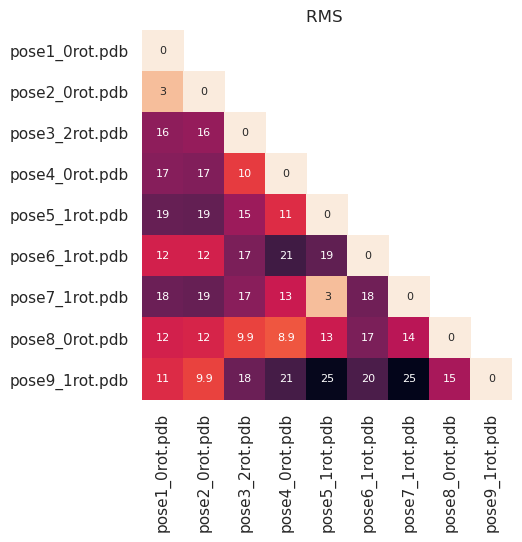 RMS
pose1_0rot.pdb 0
pose2_0rot.pdb 3 0
pose3_2rot.pdb 16 16 0
pose4_0rot.pdb 17 17 10 0
pose5_1rot.pdb 19 19 15 11 0
pose6_1rot.pdb 12 12 17 21 19 0
pose7_1rot.pdb 18 19 17 13 3 18 0
pose8_0rot.pdb 12 12 9.9 8.9 13 17 14 0
pose9_1rot.pdb 11 9.9 18 21 25 20 25 15 0
pose1_0rot.pdb
pose2_0rot.pdb
pose3_2rot.pdb
pose4_0rot.pdb
pose5_1rot.pdb
pose6_1rot.pdb
pose7_1rot.pdb
pose8_0rot.pdb
pose9_1rot.pdb